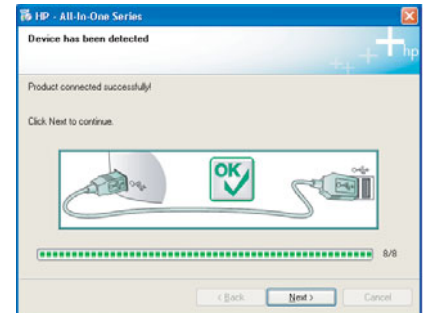 HP - All-In-One Series
Device has been detected
hp
Product connected successfully!
Click Next to continue.
OK
8/8
< Back Next > Cancel